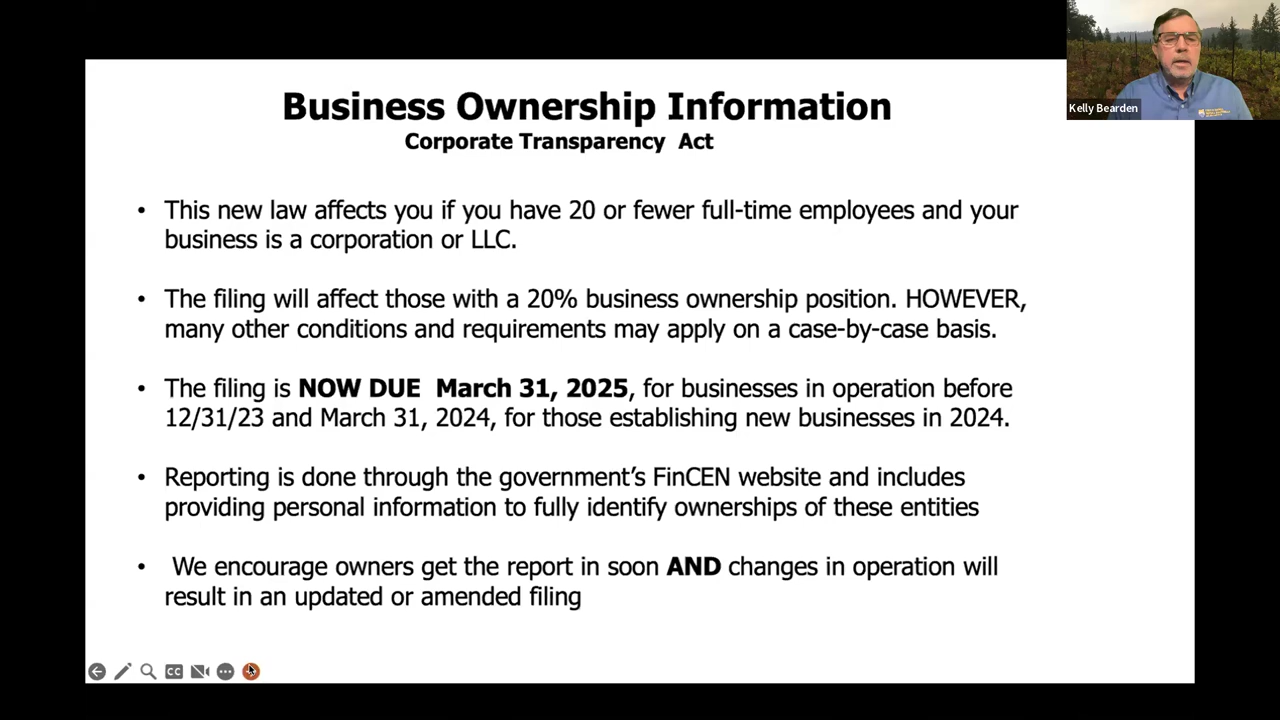 Business Ownership Information
Corporate Transparency Act
• This new law affects you if you have 20 or fewer full-time employees and your
business is a corporation or LLC.
• The filing will affect those with a 20% business ownership position. HOWEVER,
many other conditions and requirements may apply on a case-by-case basis.
• The filing is NOW DUE March 31, 2025, for businesses in operation before
12/31/23 and March 31, 2024, for those establishing new businesses in 2024.
• Reporting is done through the government’s FinCEN website and includes
providing personal information to fully identify ownerships of these entities
• We encourage owners get the report in soon AND changes in operation will
result in an updated or amended filing
Kelly Bearden
CC